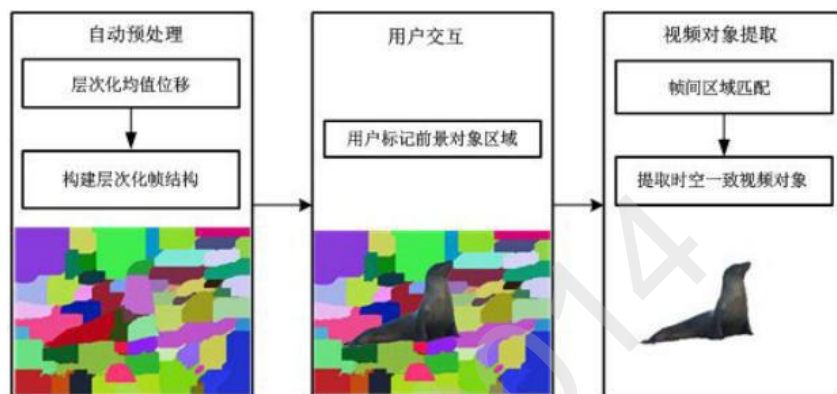 自动预处理
层次化均值位移
构建层次化帧结构
用户交互
用户标记前景对象区域
视频对象提取
帧间区域匹配
提取时空一致视频对象
014